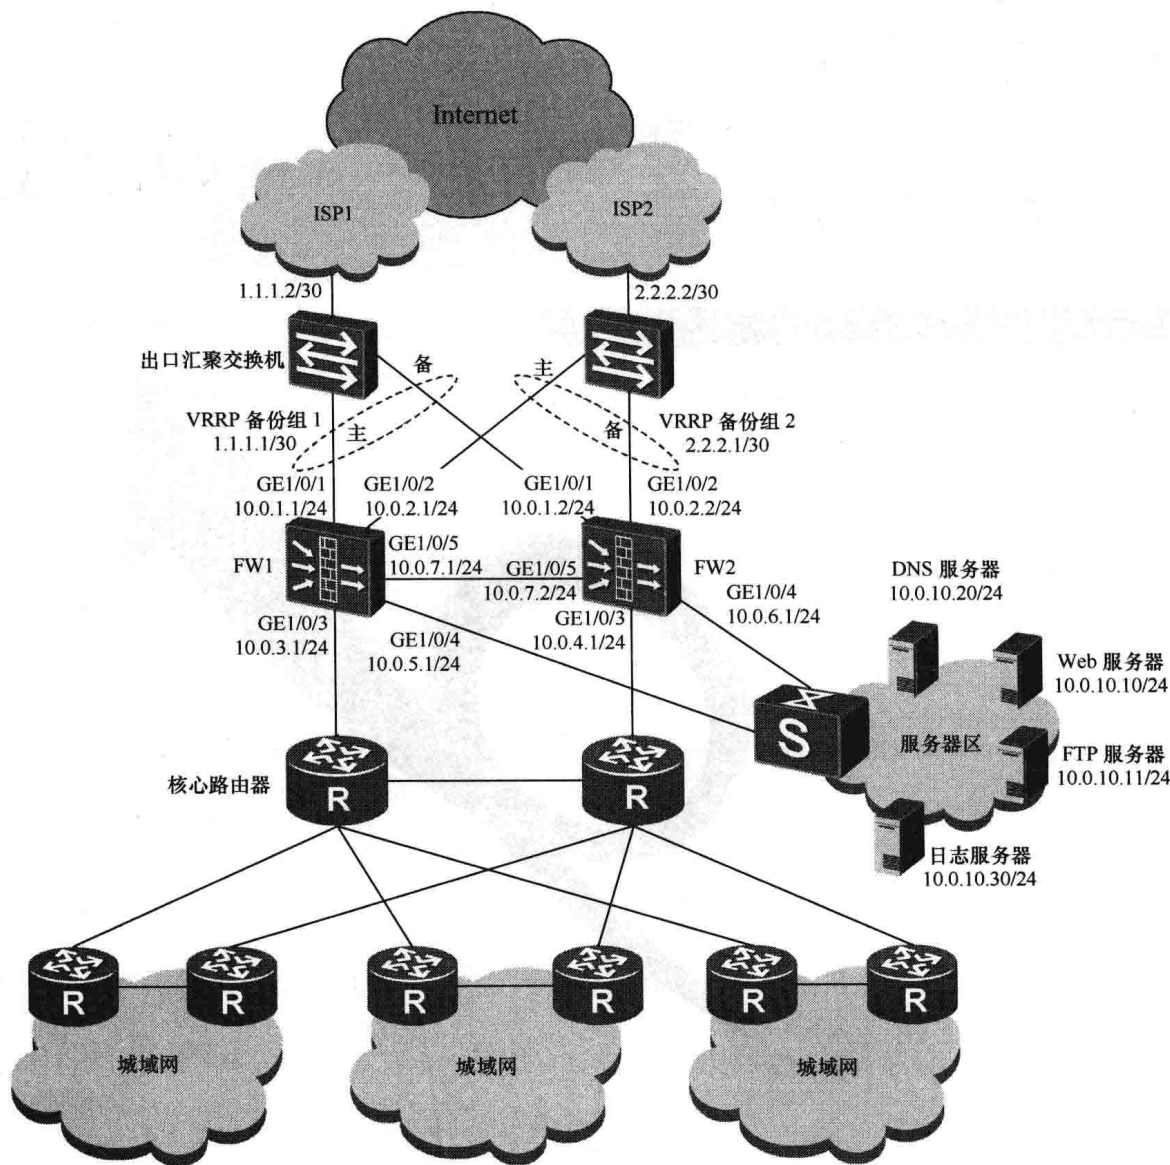 Internet
ISP1
ISP2
1.1.1.2/30
2.2.2.2/30
出口汇聚交换机
备
主
VRRP 备份组 1
1.1.1.1/30
主
备
VRRP 备份组 2
2.2.2.1/30
GE1/0/1
10.0.1.1/24
GE1/0/2
10.0.2.1/24
GE1/0/1
10.0.1.2/24
GE1/0/2
10.0.2.2/24
FW1
GE1/0/5
10.0.7.1/24
GE1/0/5
10.0.7.2/24
FW2
GE1/0/3
10.0.3.1/24
GE1/0/4
10.0.5.1/24
GE1/0/3
10.0.4.1/24
GE1/0/4
10.0.6.1/24
DNS 服务器
10.0.10.20/24
Web 服务器
10.0.10.10/24
S
服务器区
FTP 服务器
10.0.10.11/24
核心路由器
R
R
日志服务器
10.0.10.30/24
R
R
R
R
R
R
城域网
城域网
城域网